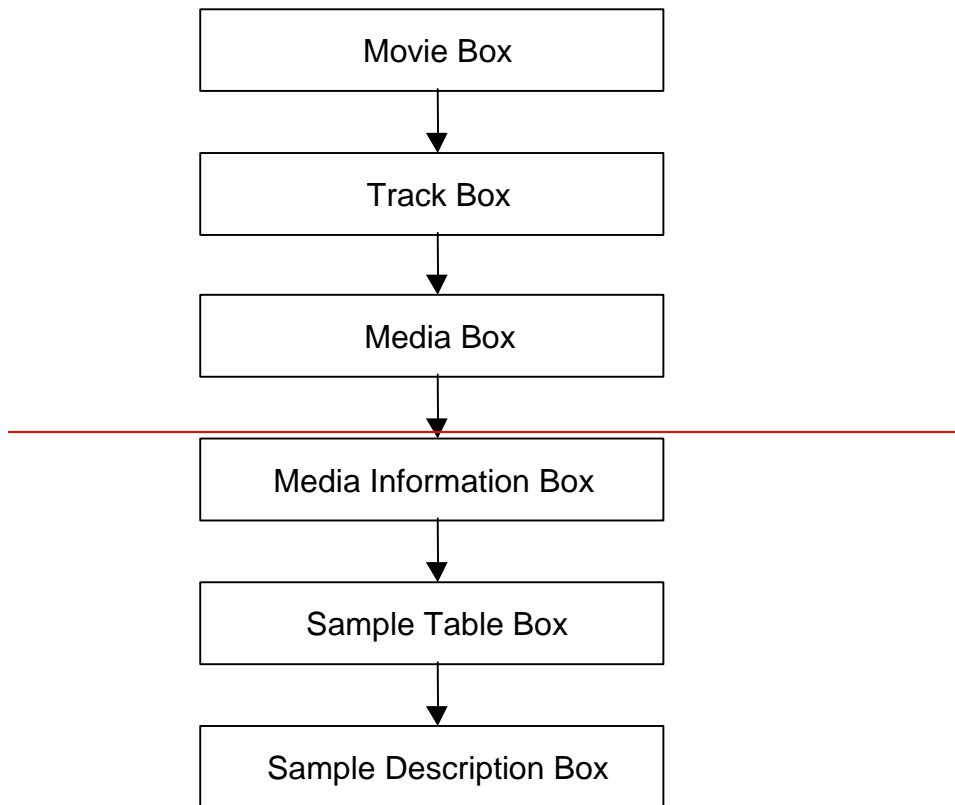 Movie Box
Track Box
Media Box
Media Information Box
Sample Table Box
Sample Description Box